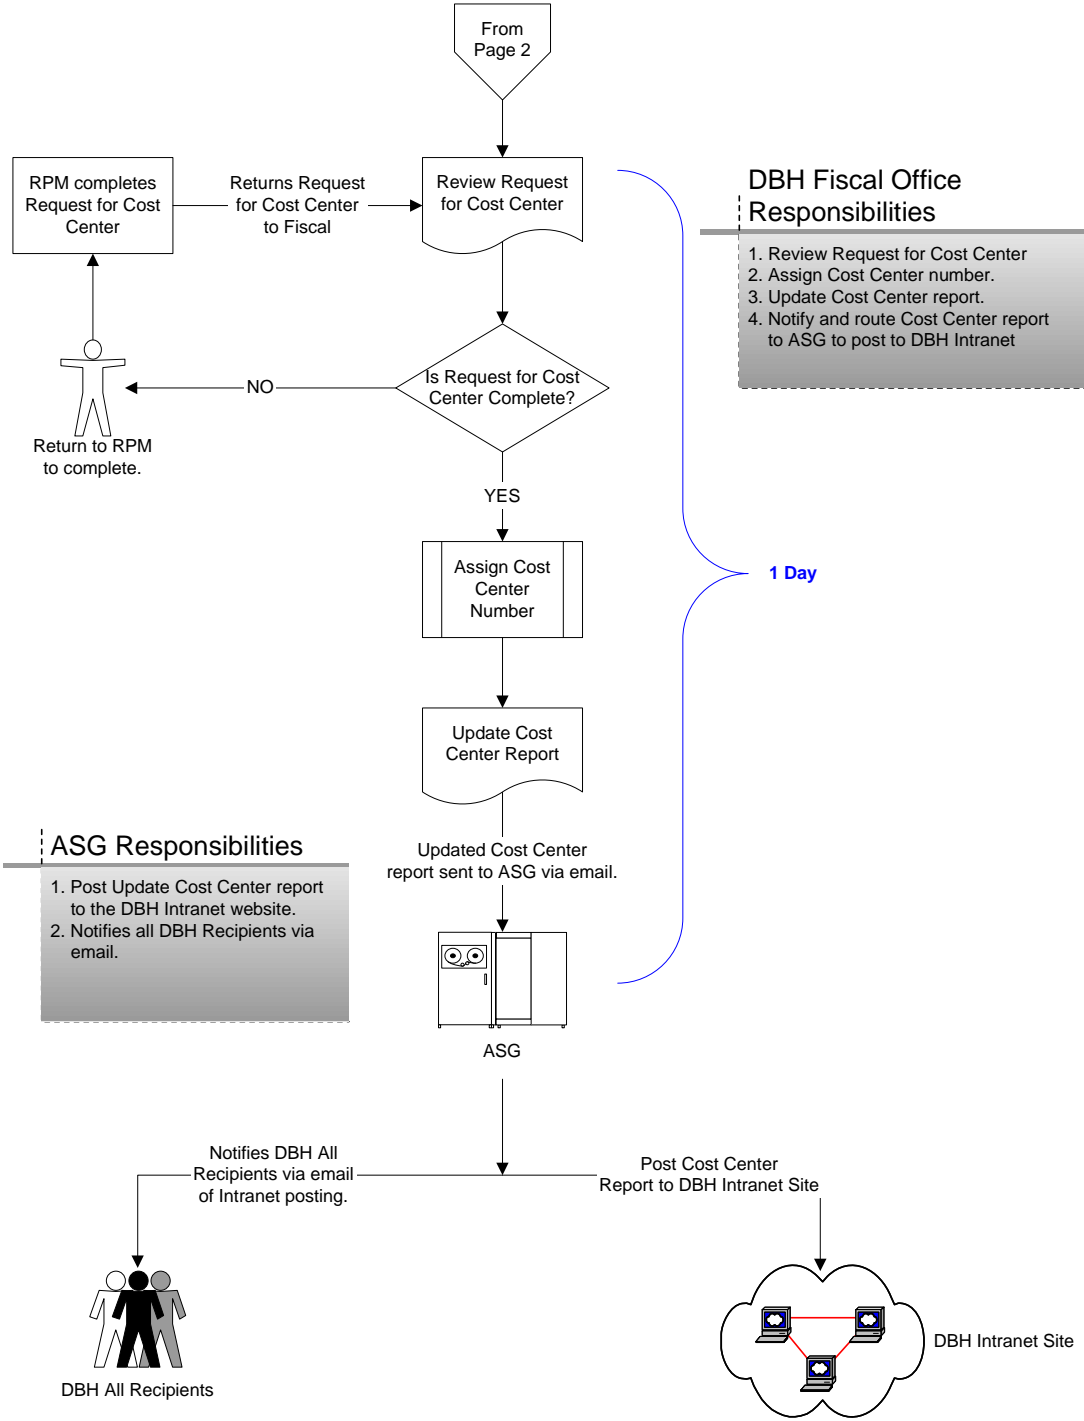 From
Page 2
RPM completes
Request for Cost
Center
Returns Request
for Cost Center
to Fiscal
Review Request
for Cost Center
DBH Fiscal Office
Responsibilities
1. Review Request for Cost Center
2. Assign Cost Center number.
3. Update Cost Center report.
4. Notify and route Cost Center report
to ASG to post to DBH Intranet
Is Request for Cost
Center Complete?
NO
Return to RPM
to complete.
YES
Assign Cost
Center
Number
1 Day
Update Cost
Center Report
Updated Cost Center
report sent to ASG via email.
ASG Responsibilities
1. Post Update Cost Center report
to the DBH Intranet website.
2. Notifies all DBH Recipients via
email.
ASG
Notifies DBH All
Recipients via email
of Intranet posting.
Post Cost Center
Report to DBH Intranet Site
DBH All Recipients
DBH Intranet Site